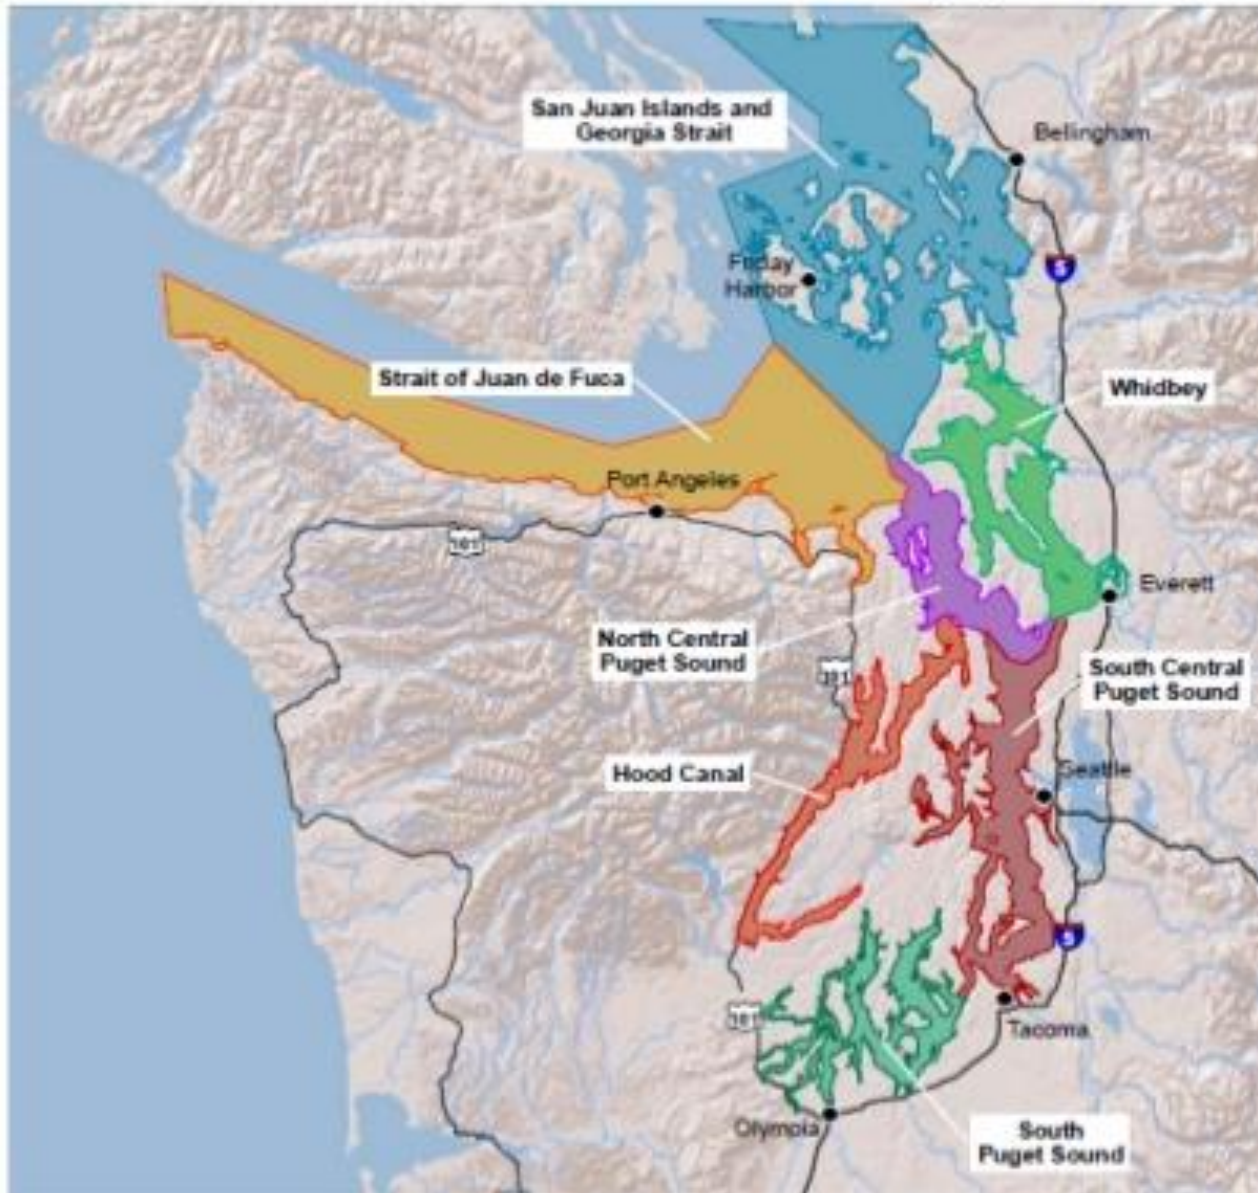 San Juan Islands and
Georgia Strait
Bellingham
5
Friday
Harbor
Strait of Juan de Fuca
Whidbey
Port Angeles
101
Everett
North Central
Puget Sound
101
South Central
Puget Sound
Hood Canal
Seattle
5
101
Tacoma
Olympia
South
Puget Sound